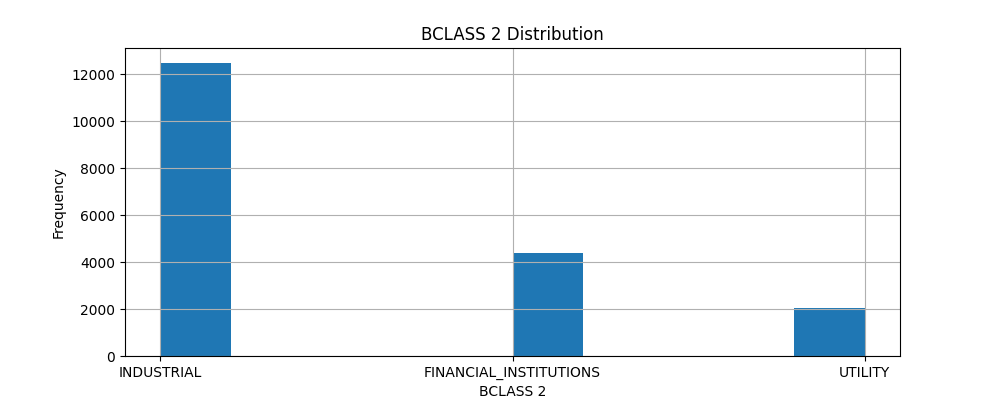 BCLASS 2 Distribution
Frequency
12000
10000
8000
6000
4000
2000
0
INDUSTRIAL FINANCIAL_INSTITUTIONS UTILITY
BCLASS 2